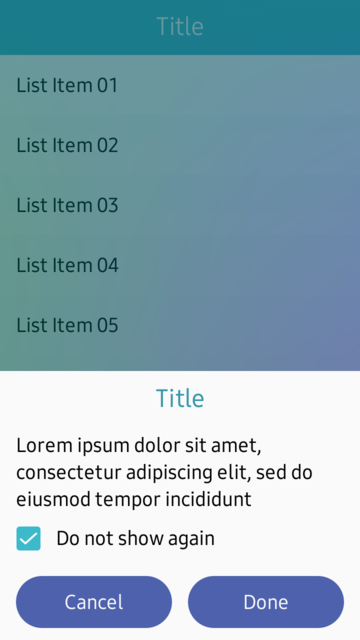 Title
List Item 01
List Item 02
List Item 03
List Item 04
List Item 05
Title
Lorem ipsum dolor sit amet,
consectetur adipiscing elit, sed do
eiusmod tempor incididunt
Do not show again
Cancel
Done